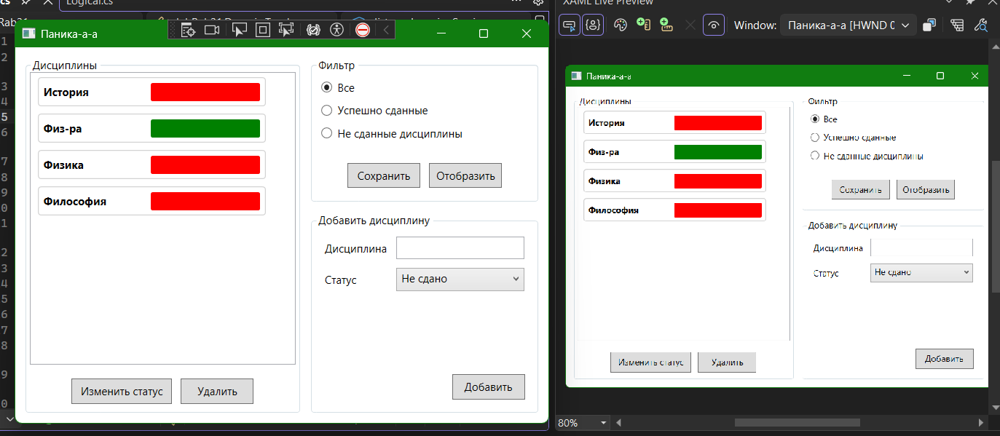 cs
Logical.cs
XAML Live Preview
Паника-а-а
Дисциплины
История
Физ-ра
Физика
Философия
Изменить статус
Удалить
Фильтр
Все
Успешно сданные
Не сданные дисциплины
Сохранить
Отобразить
Добавить дисциплину
Дисциплина
Статус
Не сдано
Добавить
Window:
Паника-а-а [HWND 0
Паника-а-а
Дисциплины
История
Физ-ра
Физика
Философия
Изменить статус
Удалить
Фильтр
Все
Успешно сданные
Не сданные дисциплины
Сохранить
Отобразить
Добавить дисциплину
Дисциплина
Статус
Не сдано
Добавить
80%